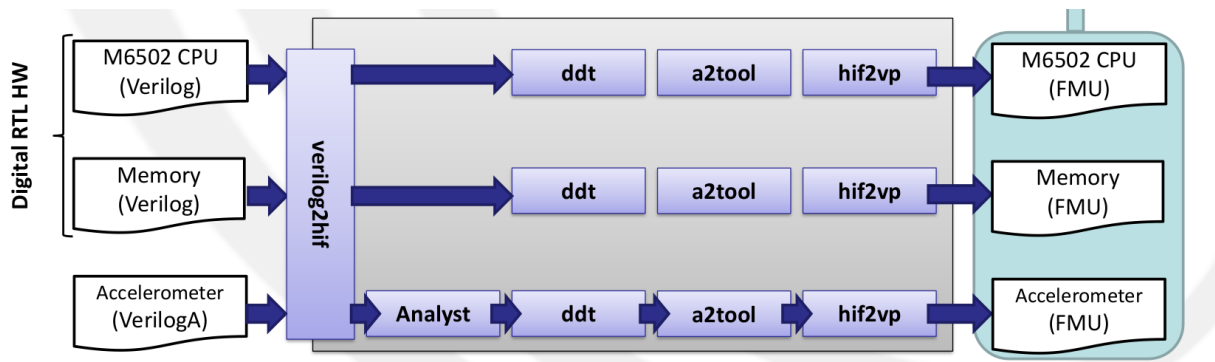 Digital RTL HW
M6502 CPU
(Verilog)
verilog2hif
ddt
a2tool
hif2vp
M6502 CPU
(FMU)
Memory
(Verilog)
ddt
a2tool
hif2vp
Memory
(FMU)
Accelerometer
(VerilogA)
Analyst
ddt
a2tool
hif2vp
Accelerometer
(FMU)